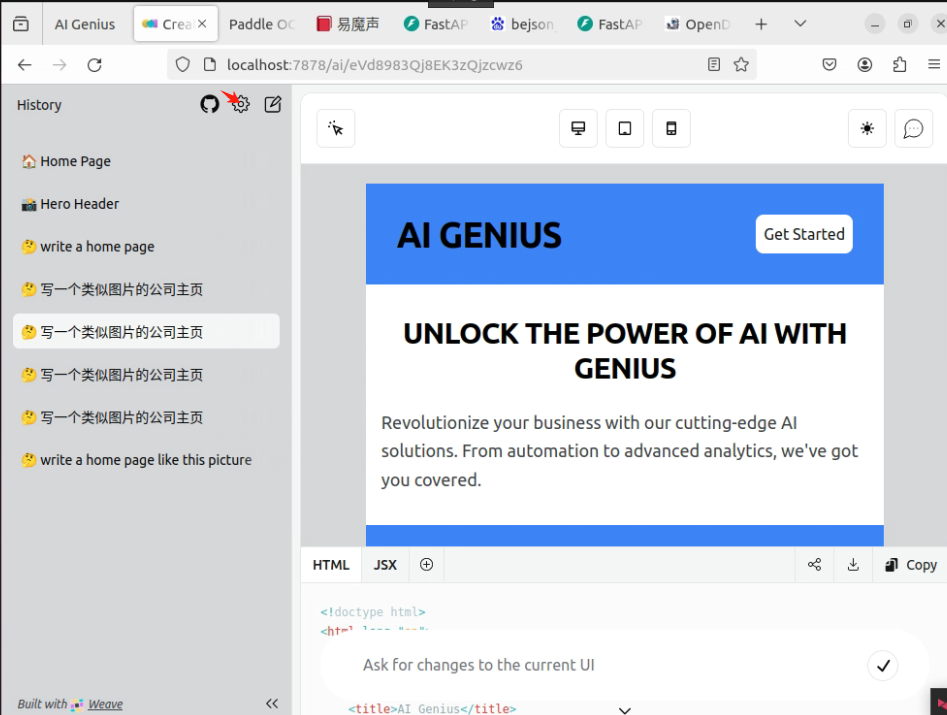 AI Genius
Crea
Paddle OC
易魔声
FastAP
bejson
FastAP
OpenD
localhost:7878/ai/eVd8983Qj8EK3zQjzcwz6
History
Home Page
Hero Header
write a home page
写一个类似图片的公司主页
写一个类似图片的公司主页
写一个类似图片的公司主页
写一个类似图片的公司主页
write a home page like this picture
Built with Weave
AI GENIUS
Get Started
UNLOCK THE POWER OF AI WITH
GENIUS
Revolutionize your business with our cutting-edge AI
solutions. From automation to advanced analytics, we've got
you covered.
HTML
JSX
Copy
<!doctype html>
<html lang="en">
Ask for changes to the current UI
<title>AI Genius</title>